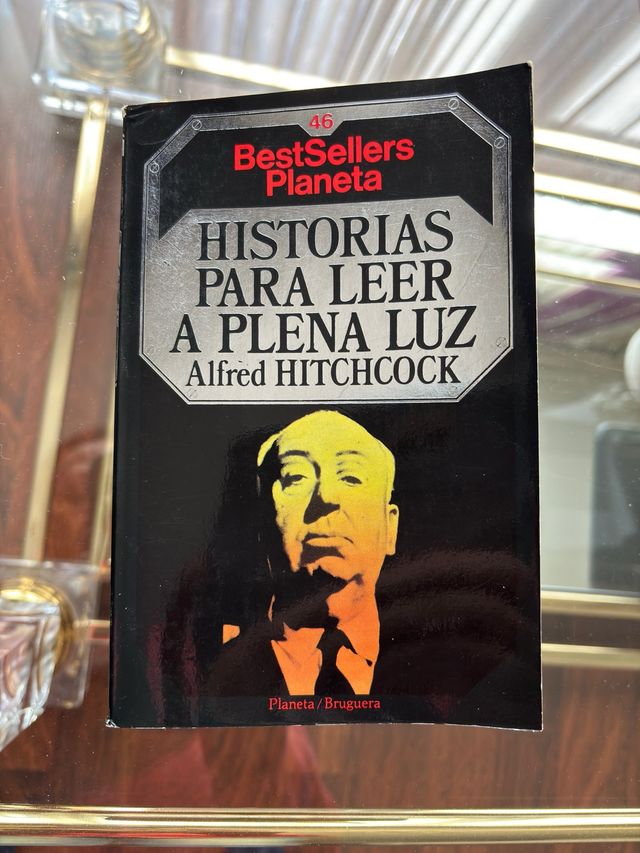 46
BestSellers
Planeta
HISTORIAS
PARA LEER
A PLENA LUZ
Alfred HITCHCOCK
Planeta/Bruguera